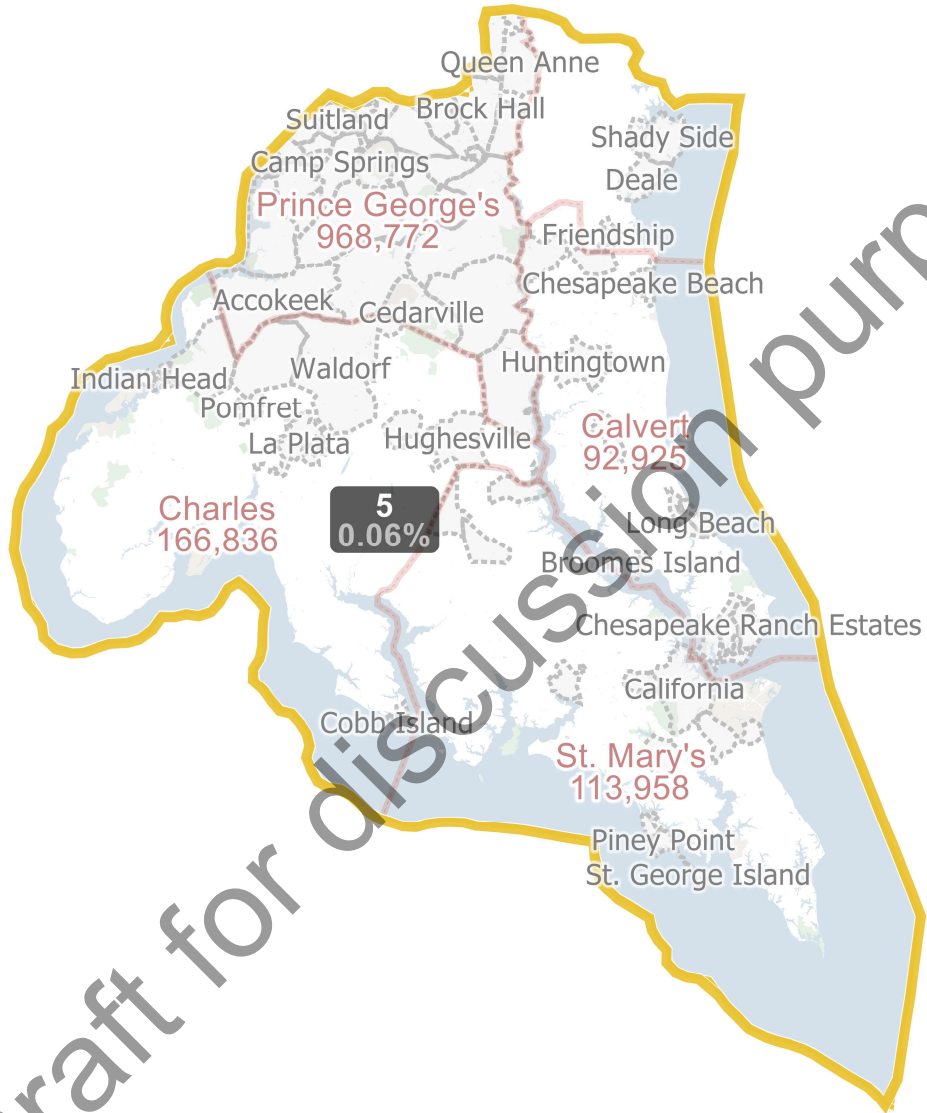 Queen Anne
Brock Hall
Suitland
Shady Side
Camp Springs
Deale
Prince George's
968,772
Friendship
Chesapeake Beach
Accokeek
Cedarville
Huntingtown
Waldorf
Indian Head
Pomfret
Calvert
92,925
La Plata
Hughesville
5
0.06%
Charles
166,836
Long Beach
Broomes Island
Chesapeake Ranch Estates
California
Cobb Island
St. Mary's
113,958
Piney Point
St. George Island
raft for discussion purp